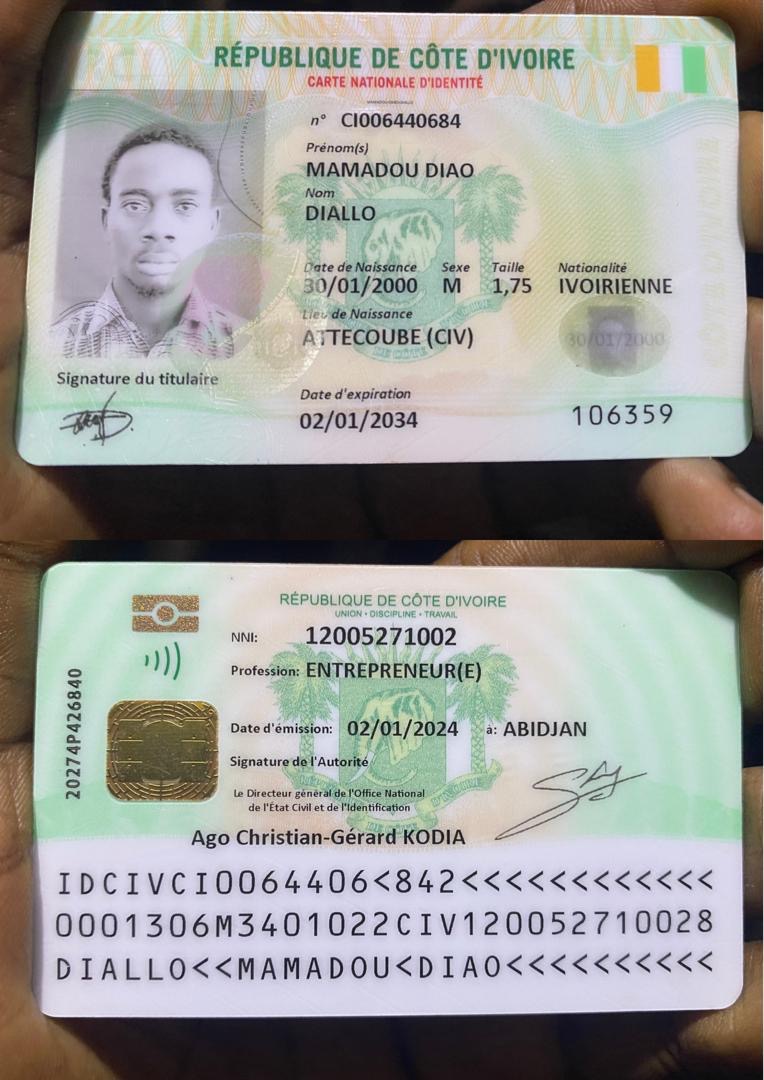 RÉPUBLIQUE DE CÔTE D'IVOIRE
CARTE NATIONALE D'IDENTITÉ
n° CI006440684
Prénom(s)
MAMADOU DIAO
Nom
DIALLO
Date de Naissance Sexe Taille Nationalité
30/01/2000 M 1,75 IVOIRIENNE
Lieu de Naissance
ATTECOUBE (CIV)
30/01/2000
Signature du titulaire
Date d'expiration
02/01/2034
106359
RÉPUBLIQUE DE CÔTE D'IVOIRE
UNION • DISCIPLINE • TRAVAIL
NNI: 12005271002
Profession: ENTREPRENEUR(E)
20274P426840
Date d'émission: 02/01/2024 à: ABIDJAN
Signature de l'Autorité
Le Directeur général de l'Office National
de l'État Civil et de l'Identification
Ago Christian-Gérard KODIA
IDCIVCI0064406<842<<<<<<<<<<<<
0001306M3401022CIV120052710028
DIALLO<<MAMADOU<DIAO<<<<<<<<<<